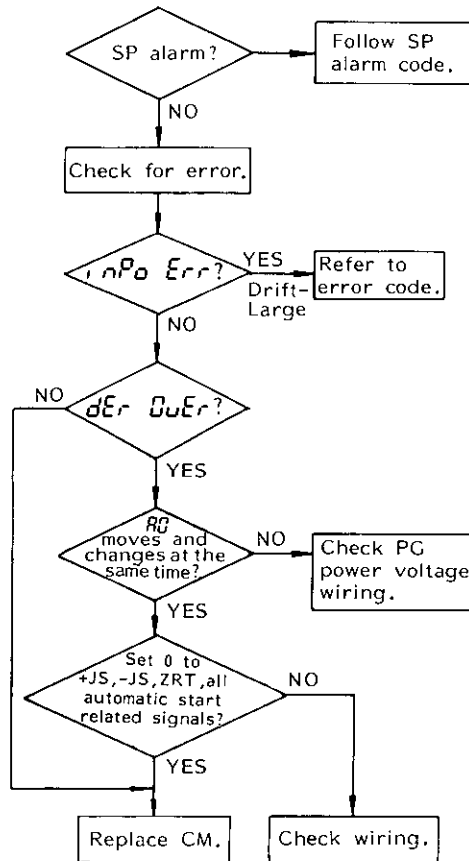 SP alarm?
Follow SP
alarm code.
NO
Check for error.
inPo Err?
YES
Drift-
Large
Refer to
error code.
NO
NO
dEr OuEr?
YES
A0
moves and
changes at the
same time?
NO
Check PG
power voltage
wiring.
YES
Set 0 to
+JS,-JS,ZRT,all
automatic start
related signals?
NO
YES
Replace CM.
Check wiring.